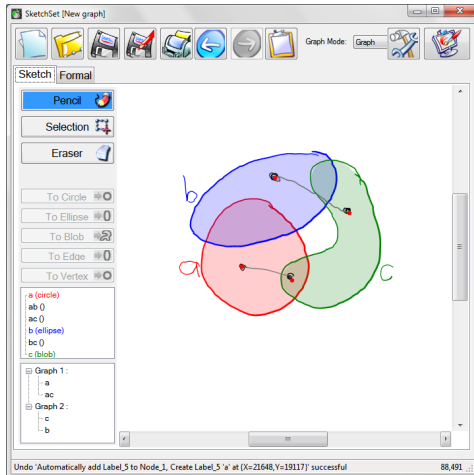 SketchSet [New graph]
Graph Mode: Graph
Sketch Formal
Pencil
Selection
Eraser
To Circle
To Ellipse
To Blob
To Edge
To Vertex
a (circle)
ab ()
ac ()
b (ellipse)
bc ()
c (blob)
Graph 1 :
a
ac
Graph 2 :
c
b
b
a
c
Undo 'Automatically add Label_5 to Node_1, Create Label_5 'a' at {X=21648,Y=19117}' successful 88,491